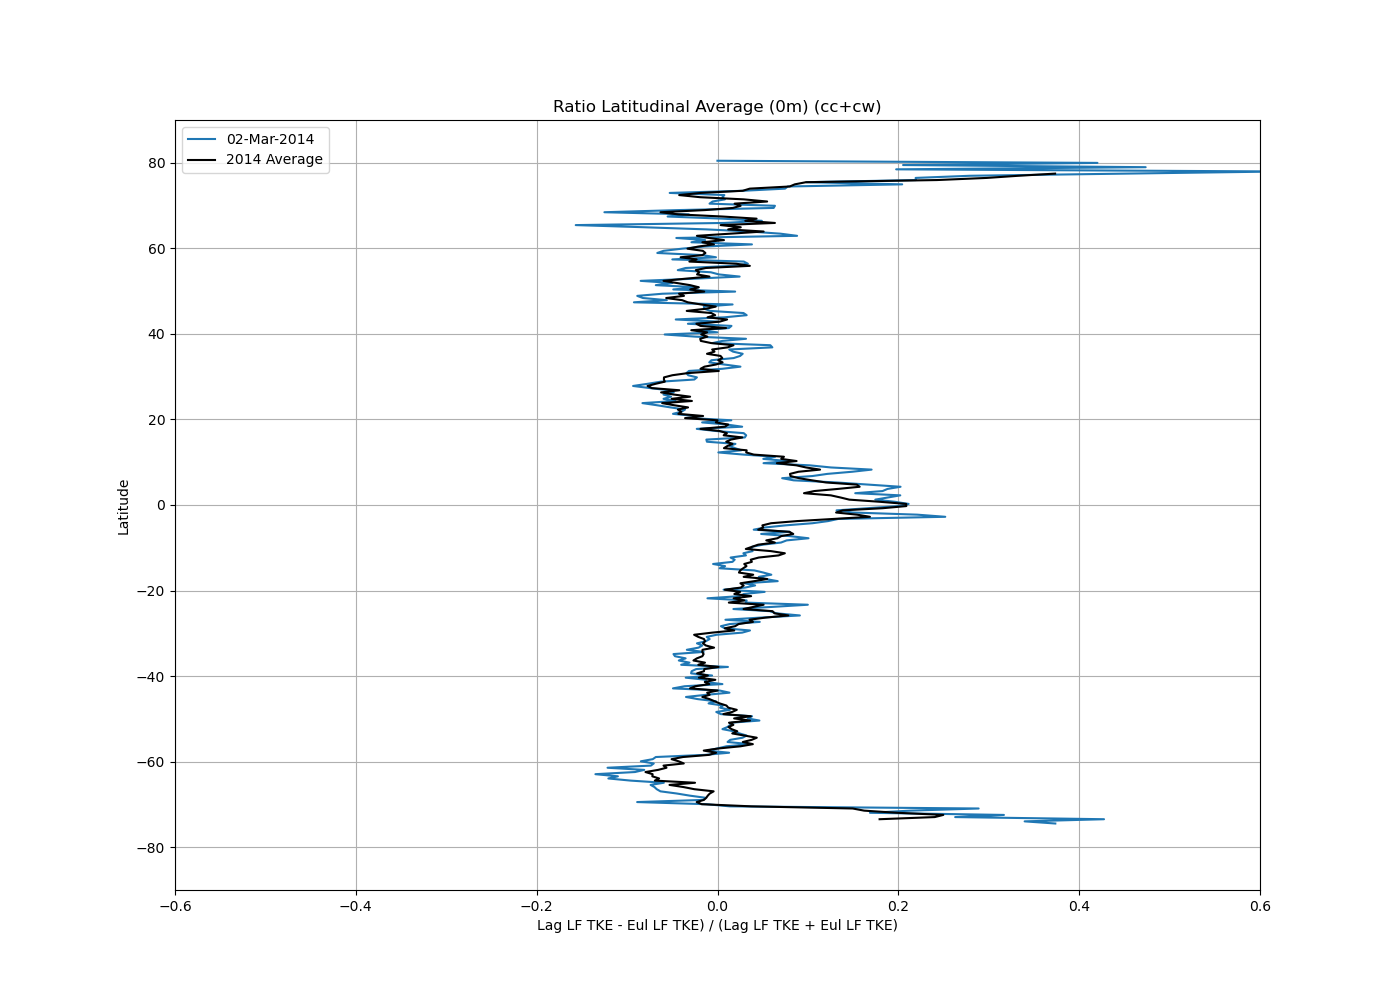 Ratio Latitudinal Average (0m) (cc+cw)
02-Mar-2014
2014 Average
80
60
40
20
0
−20
−40
−60
−80
Latitude
−0.6 −0.4 −0.2 0.0 0.2 0.4 0.6
Lag LF TKE - Eul LF TKE) / (Lag LF TKE + Eul LF TKE)